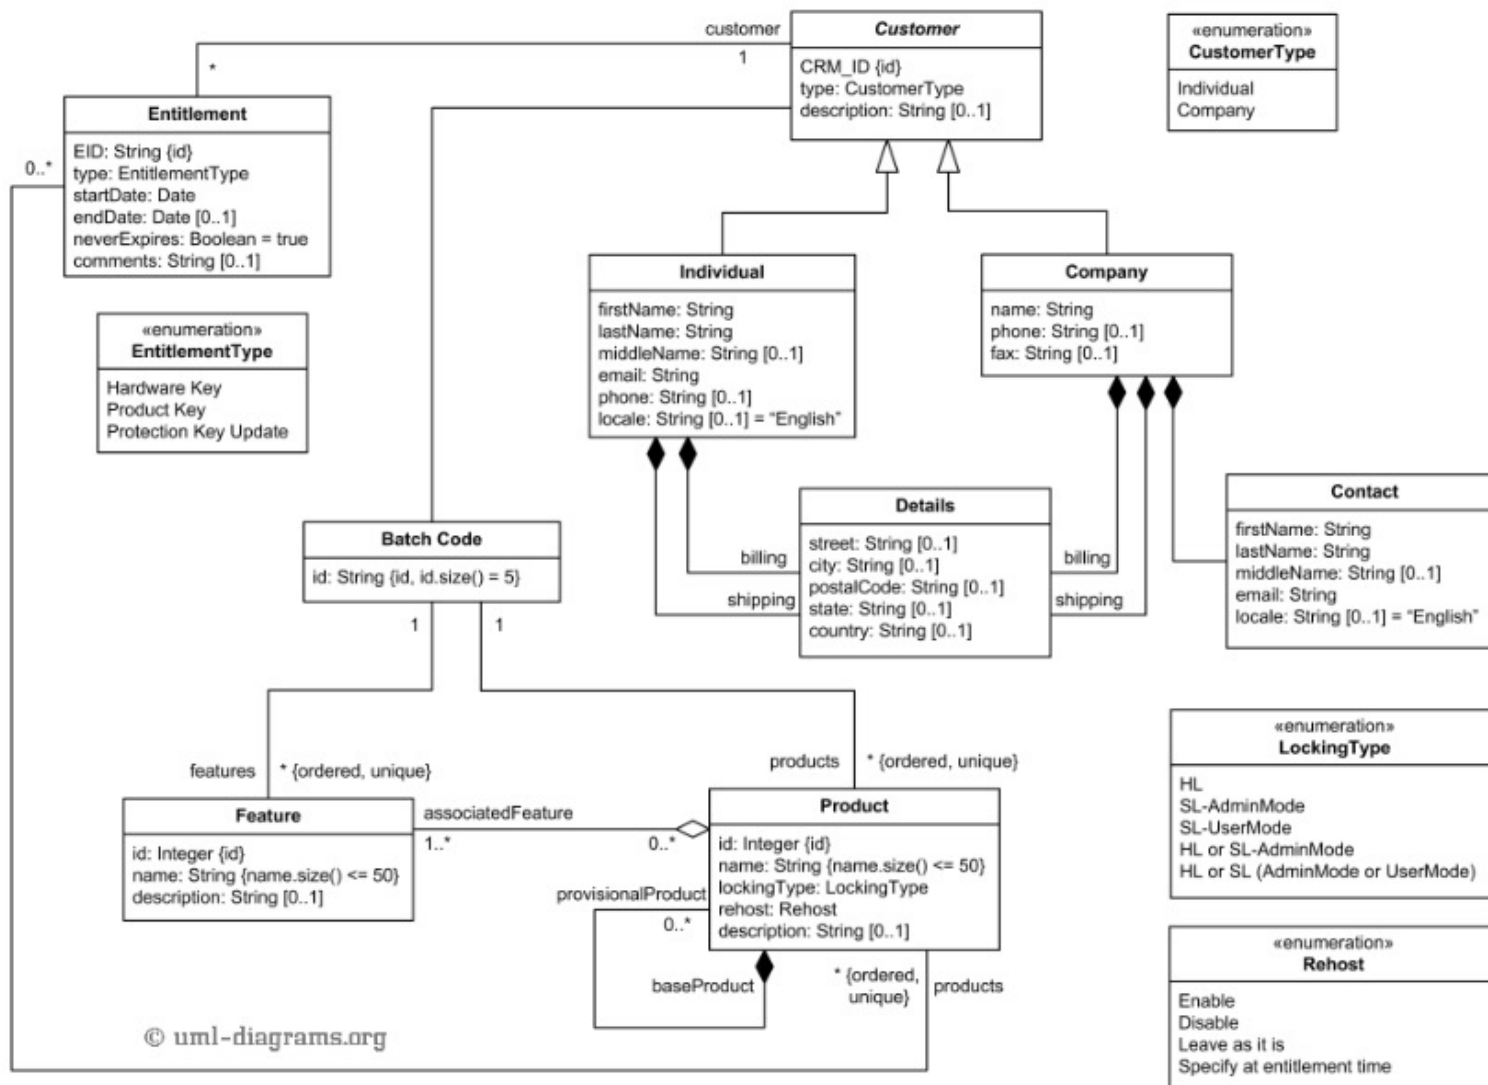 customer
1
*
Customer
CRM_ID {id}
type: CustomerType
description: String [0..1]
«enumeration»
CustomerType
Individual
Company
Entitlement
EID: String {id}
type: EntitlementType
startDate: Date
endDate: Date [0..1]
neverExpires: Boolean = true
comments: String [0..1]
0..*
«enumeration»
EntitlementType
Hardware Key
Product Key
Protection Key Update
Individual
firstName: String
lastName: String
middleName: String [0..1]
email: String
phone: String [0..1]
locale: String [0..1] = “English”
Company
name: String
phone: String [0..1]
fax: String [0..1]
Details
street: String [0..1]
city: String [0..1]
postalCode: String [0..1]
state: String [0..1]
country: String [0..1]
billing
shipping
billing
shipping
Contact
firstName: String
lastName: String
middleName: String [0..1]
email: String
locale: String [0..1] = “English”
Batch Code
id: String {id, id.size() = 5}
1
1
features
* {ordered, unique}
products
* {ordered, unique}
Feature
id: Integer {id}
name: String {name.size() <= 50}
description: String [0..1]
associatedFeature
1..*
0..*
Product
id: Integer {id}
name: String {name.size() <= 50}
lockingType: LockingType
rehost: Rehost
description: String [0..1]
provisionalProduct
0..*
baseProduct
* {ordered,
unique}
products
«enumeration»
LockingType
HL
SL-AdminMode
SL-UserMode
HL or SL-AdminMode
HL or SL (AdminMode or UserMode)
«enumeration»
Rehost
Enable
Disable
Leave as it is
Specify at entitlement time
© uml-diagrams.org